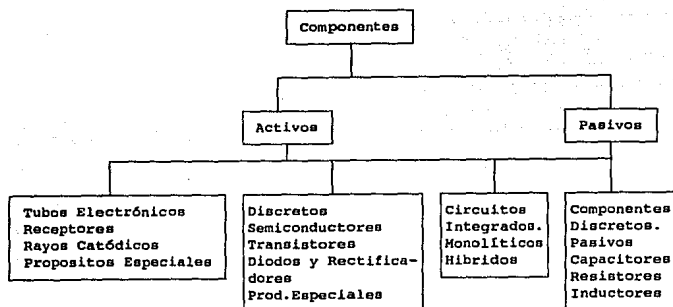 Componentes
Activos
Pasivos
Tubos Electrónicos
Receptores
Rayos Catódicos
Propositos Especiales
Discretos
Semiconductores
Transistores
Diodos y Rectifica-
dores
Prod.Especiales
Circuitos
Integrados.
Monolíticos
Hibridos
Componentes
Discretos.
Pasivos
Capacitores
Resistores
Inductores